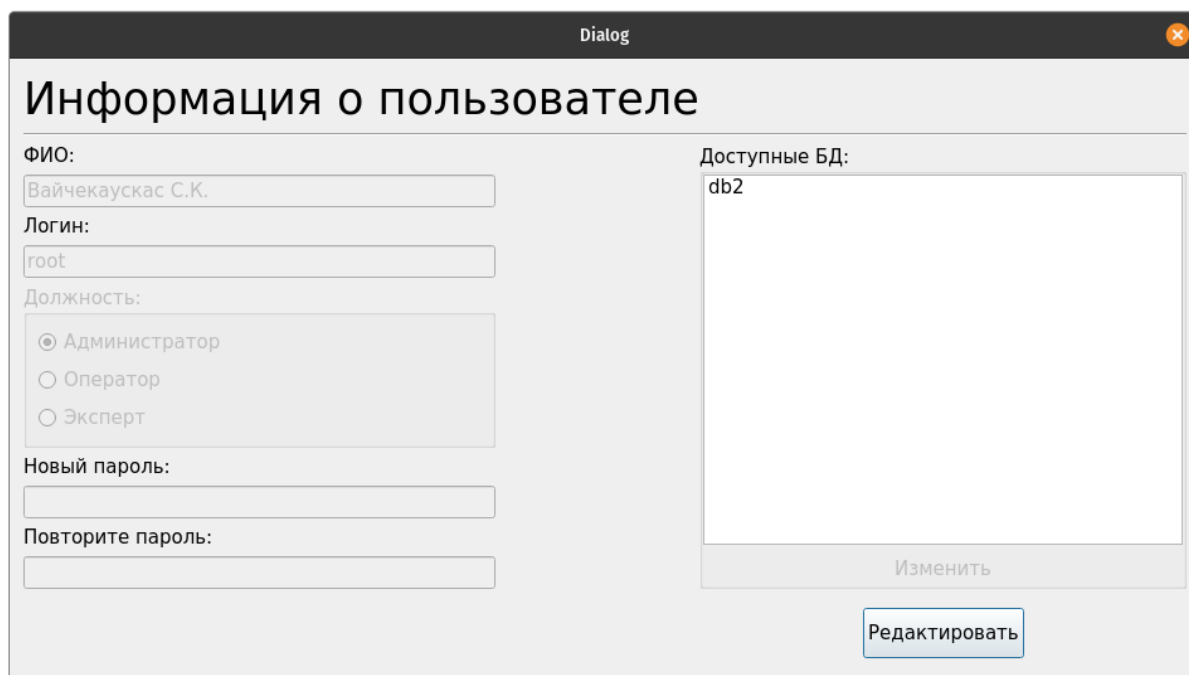 Dialog
Информация о пользователе
ФИО:
Вайчекаускас С.К.
Логин:
root
Должность:
Администратор
Оператор
Эксперт
Новый пароль:
Повторите пароль:
Доступные БД:
db2
Изменить
Редактировать